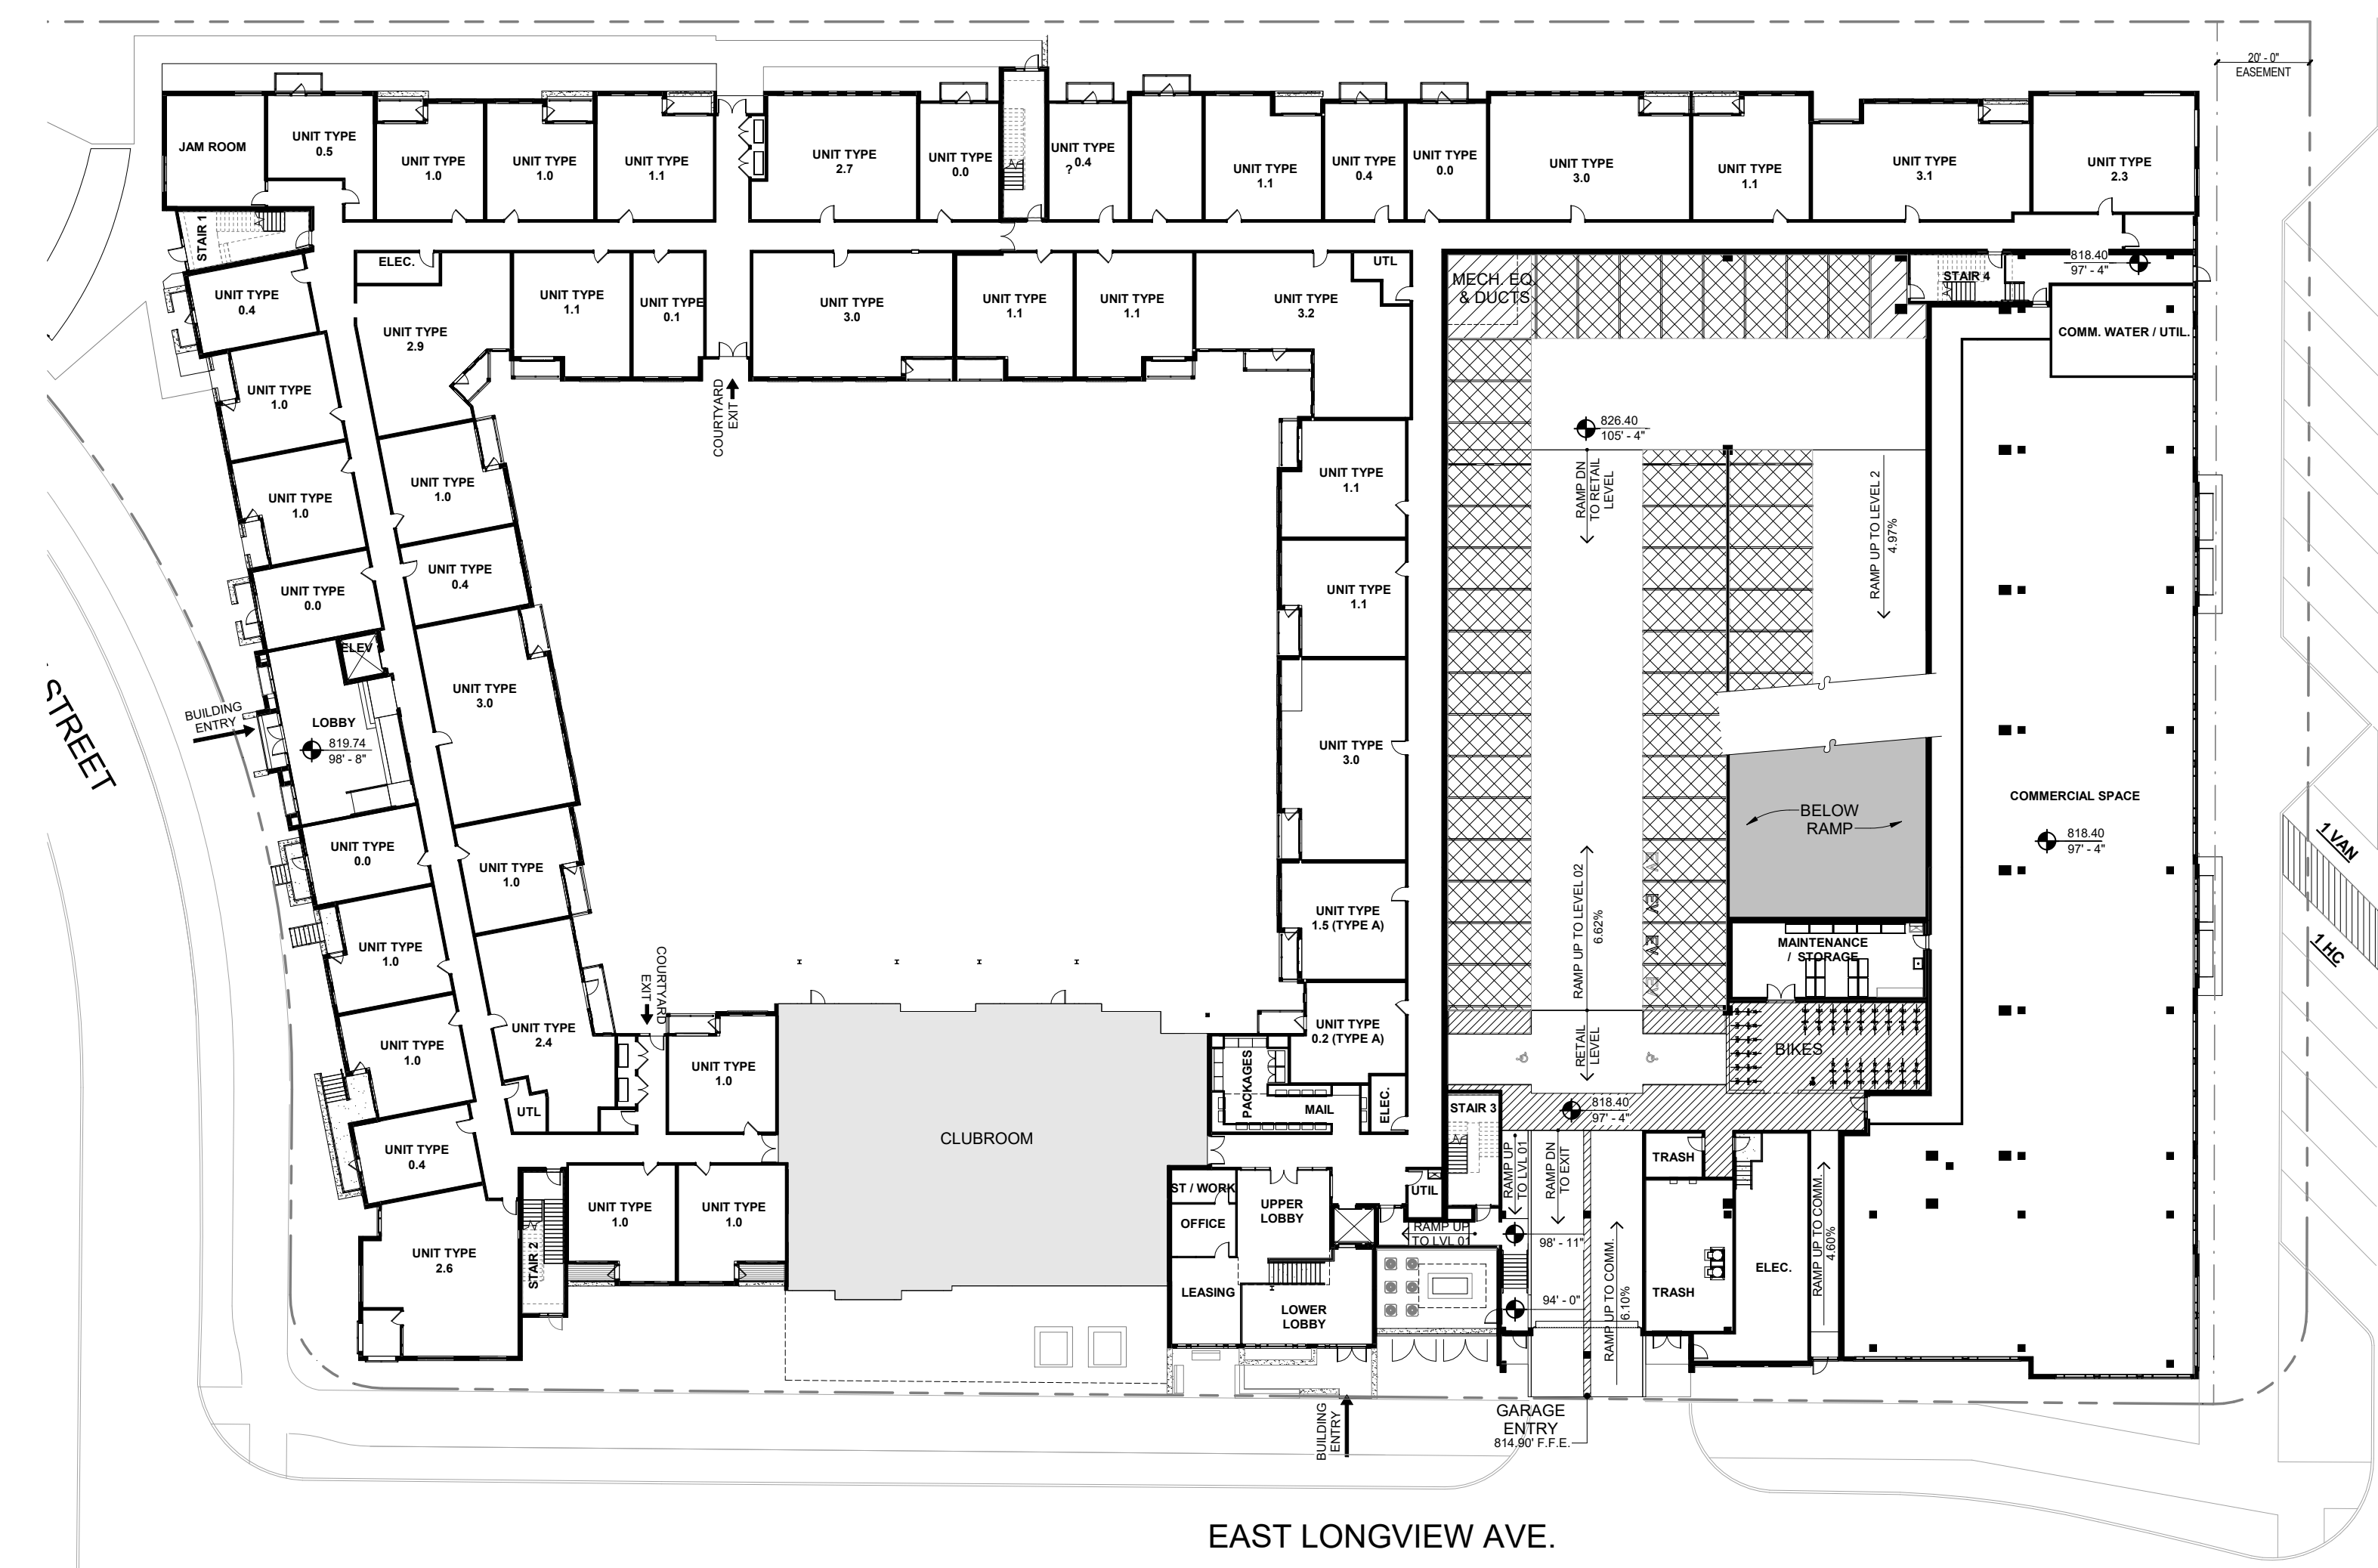 20' - 0"
EASEMENT
JAM ROOM
UNIT TYPE
0.5
UNIT TYPE
1.0
UNIT TYPE
1.0
UNIT TYPE
1.1
UNIT TYPE
2.7
UNIT TYPE
0.0
UNIT TYPE
? 0.4
UNIT TYPE
1.1
UNIT TYPE
0.4
UNIT TYPE
0.0
UNIT TYPE
3.0
UNIT TYPE
1.1
UNIT TYPE
3.1
UNIT TYPE
2.3
STAIR 1
ELEC.
UNIT TYPE
2.9
UNIT TYPE
1.1
UNIT TYPE
0.1
UNIT TYPE
3.0
UNIT TYPE
1.1
UNIT TYPE
1.1
UNIT TYPE
3.2
UTL
MECH. EQ.
& DUCTS
STAIR 4
818.40
97' - 4"
COMM. WATER / UTIL.
COURTYARD
EXIT
UNIT TYPE
0.4
UNIT TYPE
1.0
UNIT TYPE
1.0
UNIT TYPE
0.0
ELEV
LOBBY
819.74
98' - 8"
BUILDING
ENTRY
STREET
UNIT TYPE
0.0
UNIT TYPE
1.0
UNIT TYPE
1.0
UNIT TYPE
0.4
UNIT TYPE
2.6
UNIT TYPE
1.0
UNIT TYPE
0.4
UNIT TYPE
3.0
UNIT TYPE
1.0
UNIT TYPE
2.4
UTL
COURTYARD
EXIT
UNIT TYPE
1.0
STAIR 2
UNIT TYPE
1.0
UNIT TYPE
1.0
CLUBROOM
UNIT TYPE
1.1
UNIT TYPE
1.1
UNIT TYPE
3.0
UNIT TYPE
1.5 (TYPE A)
UNIT TYPE
0.2 (TYPE A)
PACKAGES
MAIL
ELEC.
ST / WORK
OFFICE
LEASING
UPPER
LOBBY
LOWER
LOBBY
UTIL
RAMP UP
TO LVL 01
STAIR 3
826.40
105' - 4"
RAMP DN
TO RETAIL
LEVEL
RAMP UP TO LEVEL 2
4.97%
RAMP UP TO LEVEL 02
6.62%
EV
EV
EV
EV
BELOW
RAMP
MAINTENANCE
/ STORAGE
BIKES
RETAIL
LEVEL
818.40
97' - 4"
RAMP UP
TO LVL 01
RAMP DN
TO EXIT
98' - 11"
94' - 0"
RAMP UP TO COMM.
6.10%
TRASH
TRASH
ELEC.
RAMP UP TO COMM.
4.60%
COMMERCIAL SPACE
818.40
97' - 4"
1 VAN
1 HC
BUILDING
ENTRY
GARAGE
ENTRY
814.90' F.F.E.
EAST LONGVIEW AVE.